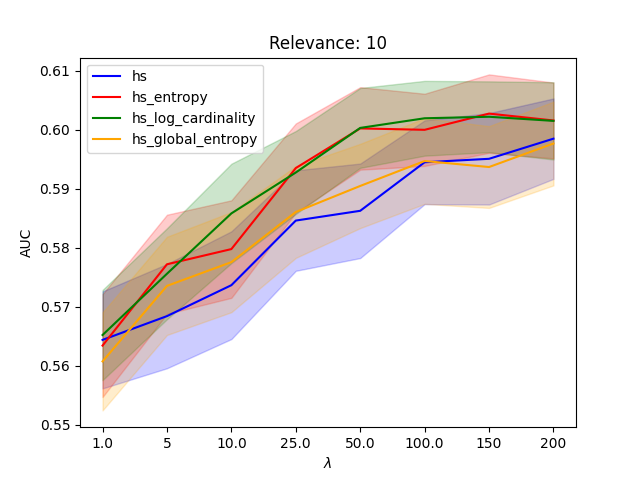 Relevance: 10
hs
hs_entropy
hs_log_cardinality
hs_global_entropy
AUC
0.61
0.60
0.59
0.58
0.57
0.56
0.55
1.0 5 10.0 25.0 50.0 100.0 150 200
λ